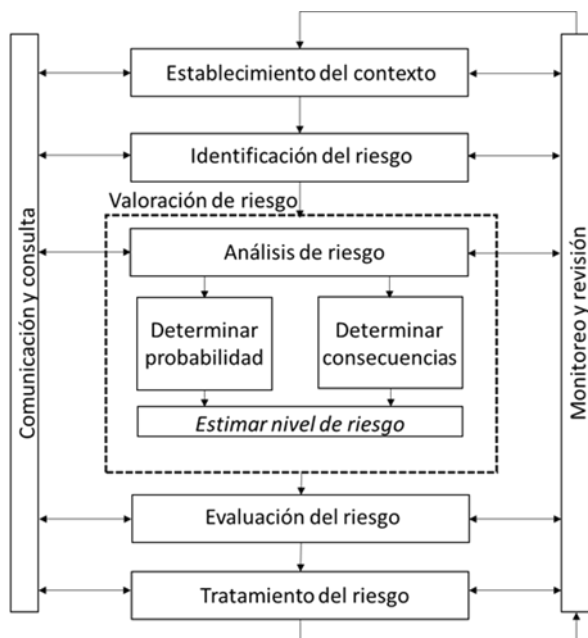 Establecimiento del contexto
Identificación del riesgo
Valoración de riesgo
Análisis de riesgo
Determinar
probabilidad
Determinar
consecuencias
Estimar nivel de riesgo
Evaluación del riesgo
Tratamiento del riesgo
Comunicación y consulta
Monitoreo y revisión